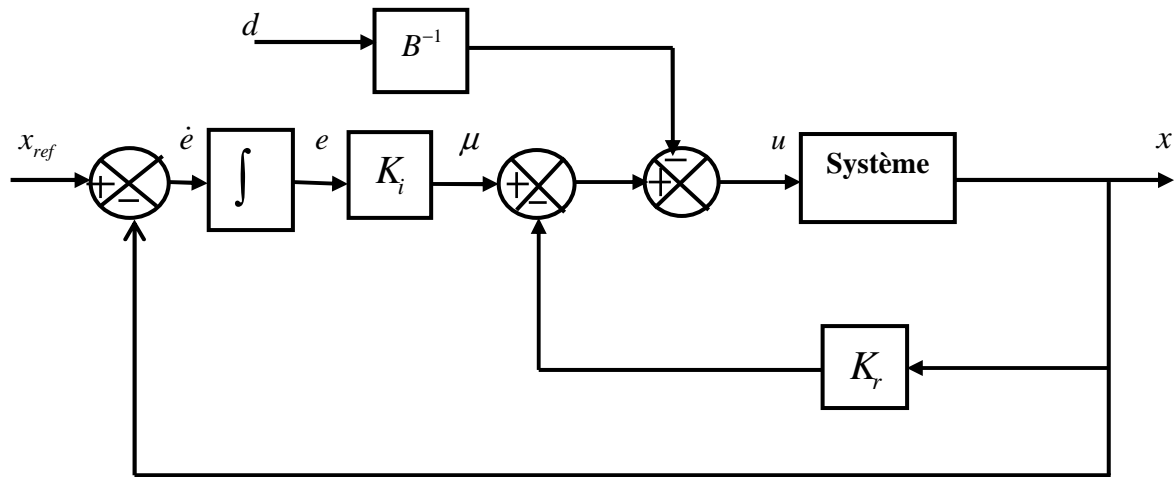 d
B⁻¹
x_ref
ė
e
μ
u
x
+
−
∫
K_i
+
−
+
−
Système
K_r